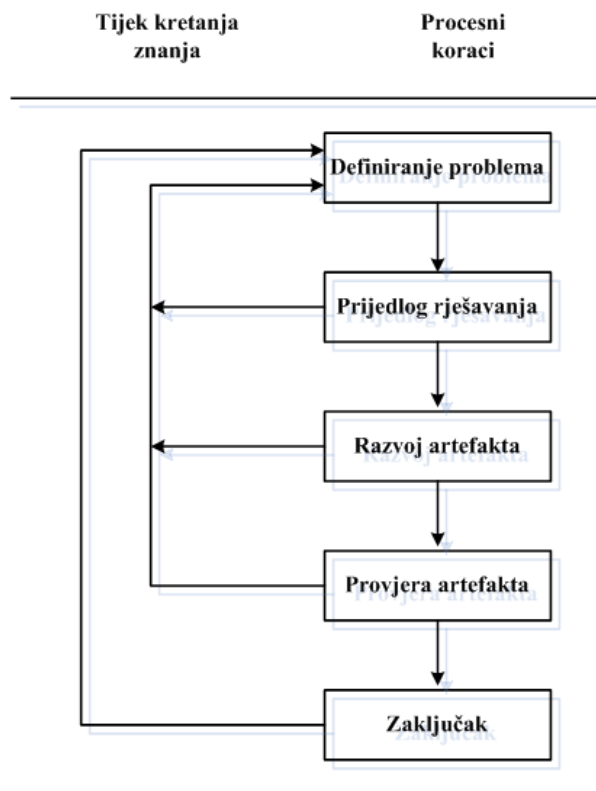 Tijek kretanja
znanja
Procesni
koraci
Definiranje problema
Prijedlog rješavanja
Razvoj artefakta
Provjera artefakta
Zaključak